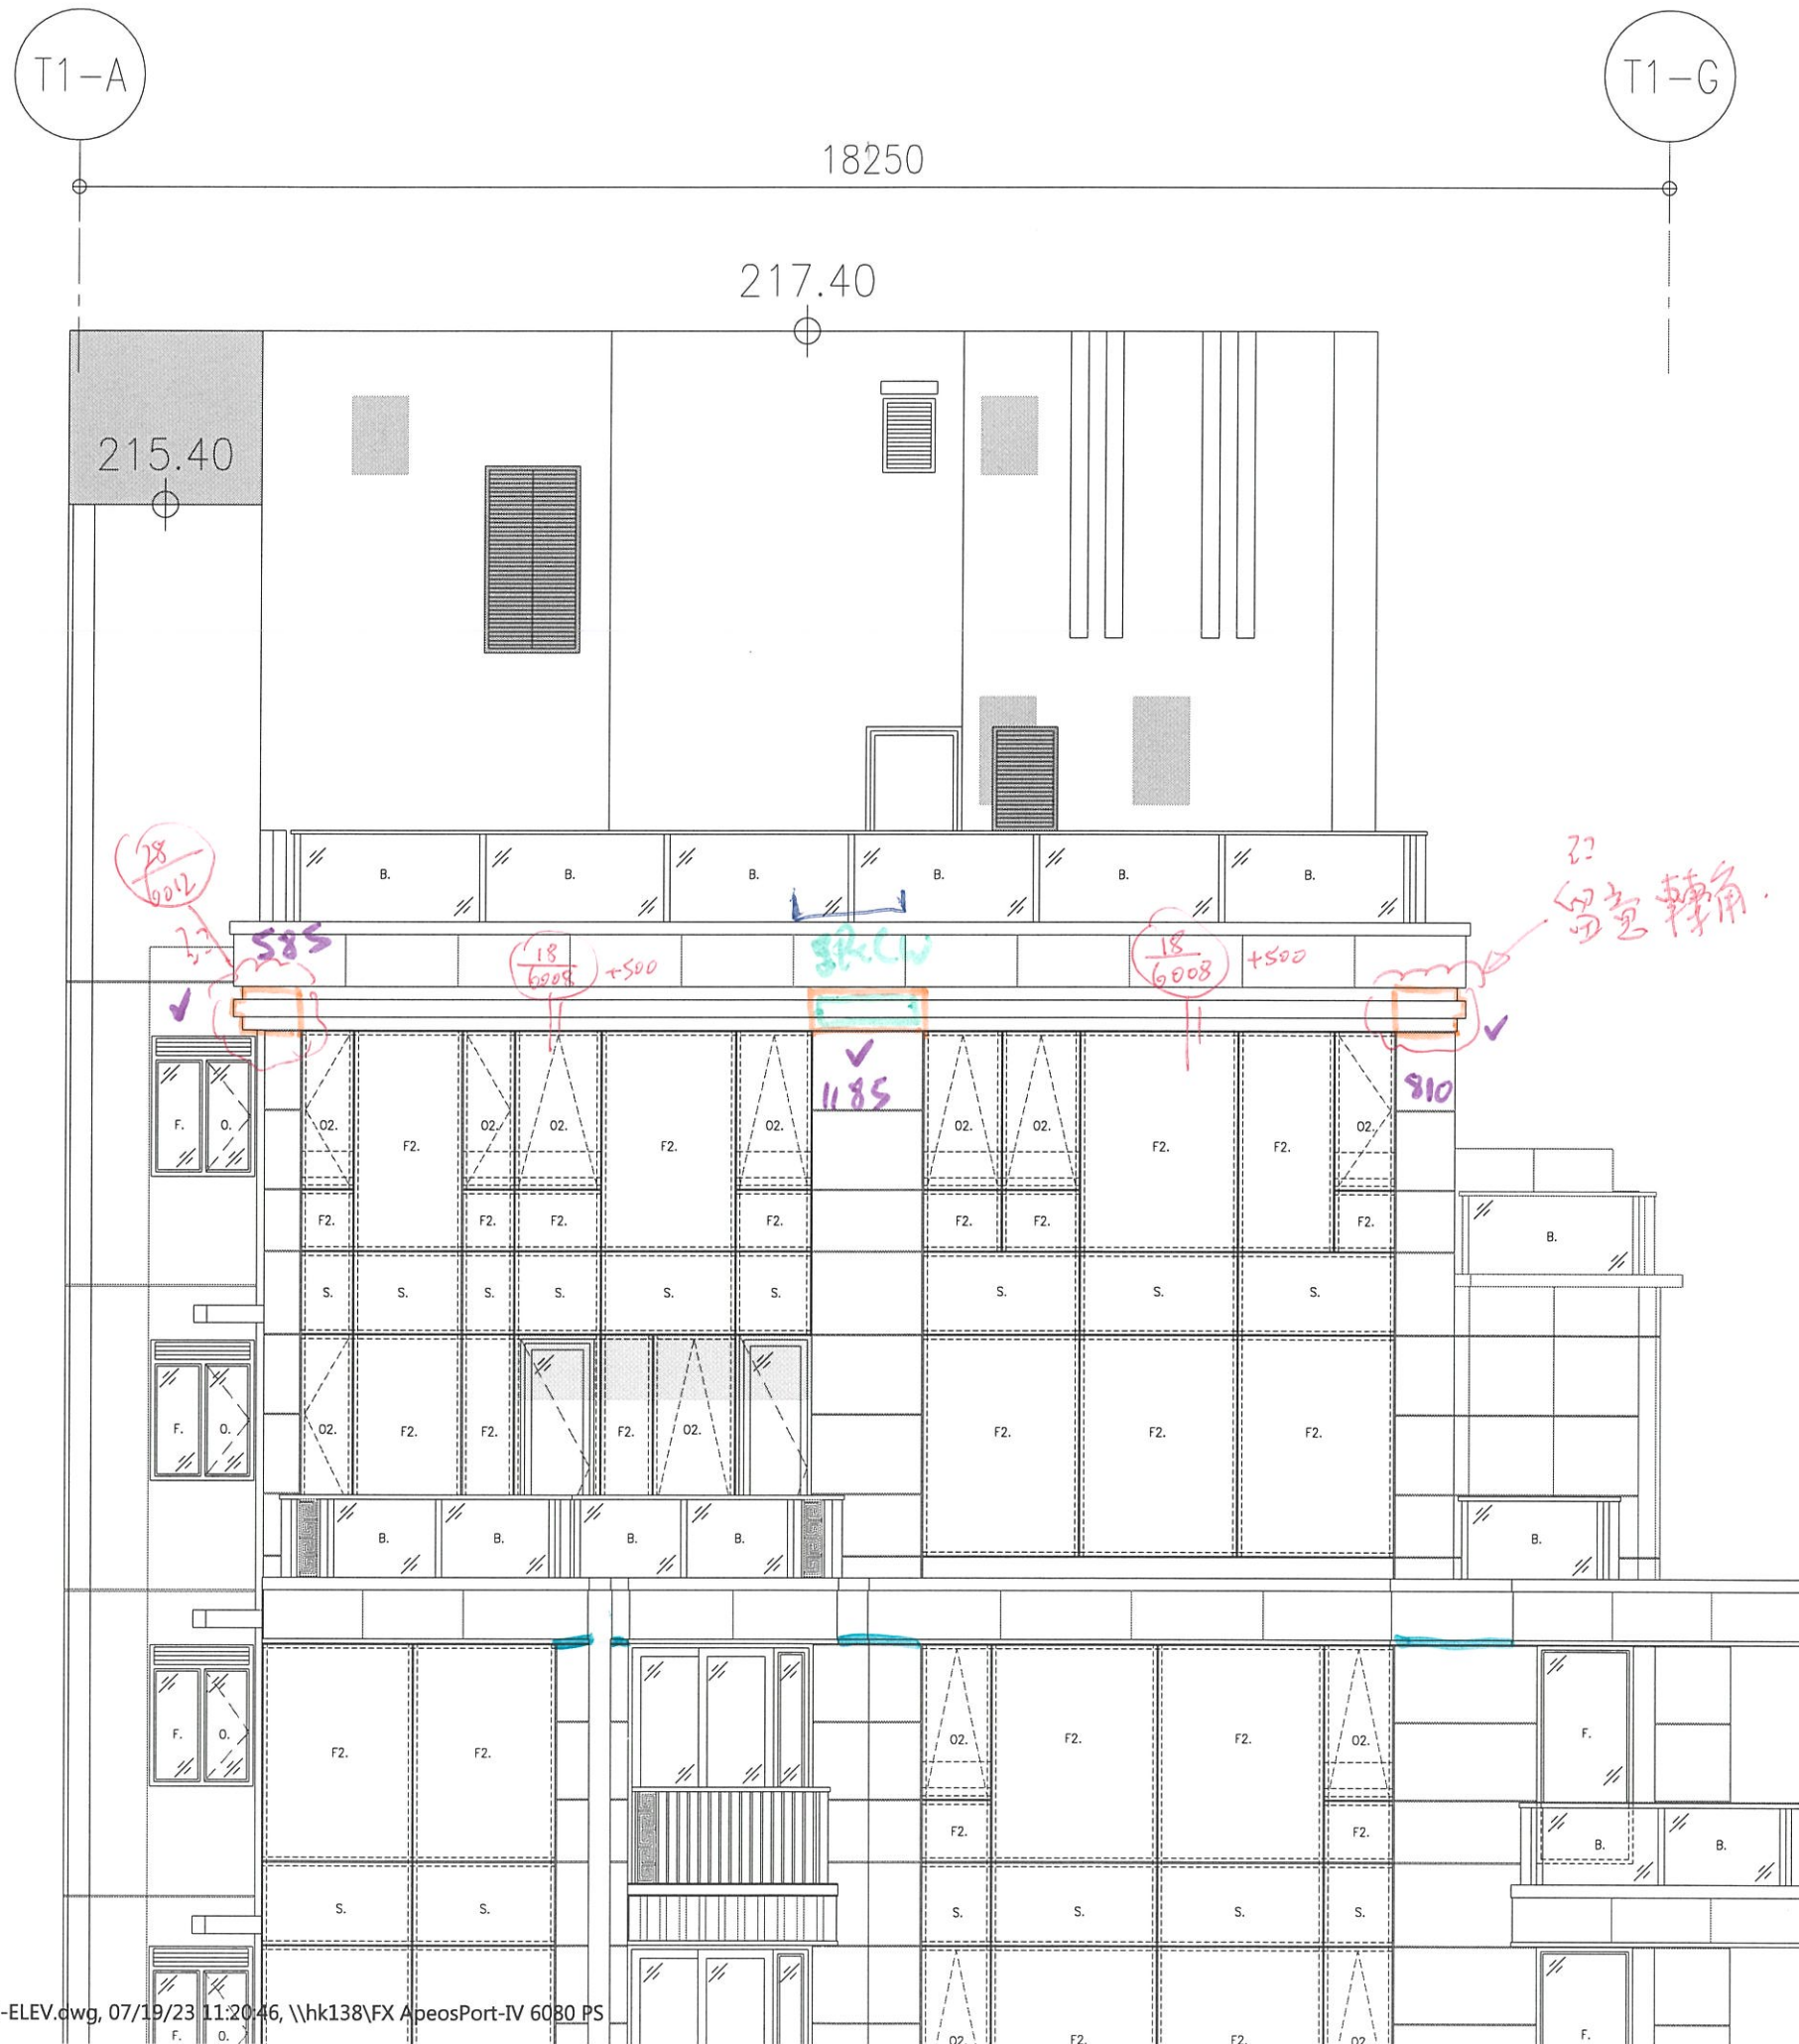 T1-A
T1-G
18250
217.40
215.40
28
6012
B. B. B. B. B. B.
??
留意轉角.
??
585
18
6008 +500
18
6008 +500
1185
810
F. O.
O2. F2. O2. O2. F2. O2. O2. O2. F2. F2. O2.
F2. F2. F2. F2. F2. F2. F2.
B.
S. S. S. S. S. S. S. S. S.
F. O.
O2. F2. F2. F2. O2. F2. F2. F2.
B. B. B. B. B.
F. O.
F2. F2. O2. F2. F2. O2. F.
F2. F2.
B. B.
S. S. S. S. S. S.
-ELEV.dwg, 07/19/23 11:20:46, \\hk138\FX ApeosPort-IV 6080 PS
F. O. O2. F2. F2. O2. F.